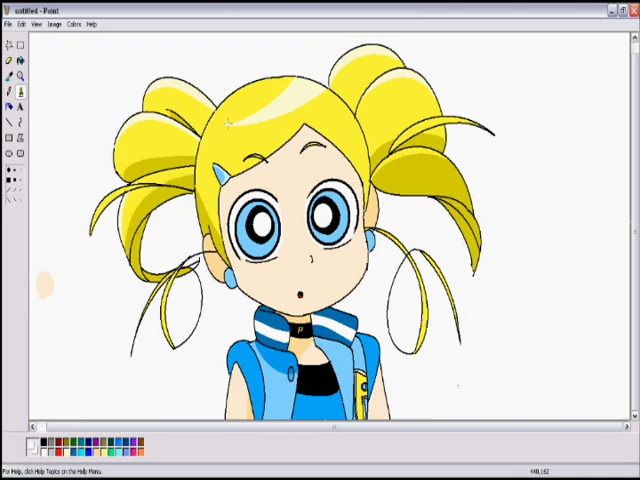 untitled - Paint
File Edit View Image Colors Help
A
P
For Help, click Help Topics on the Help Menu.
440,162